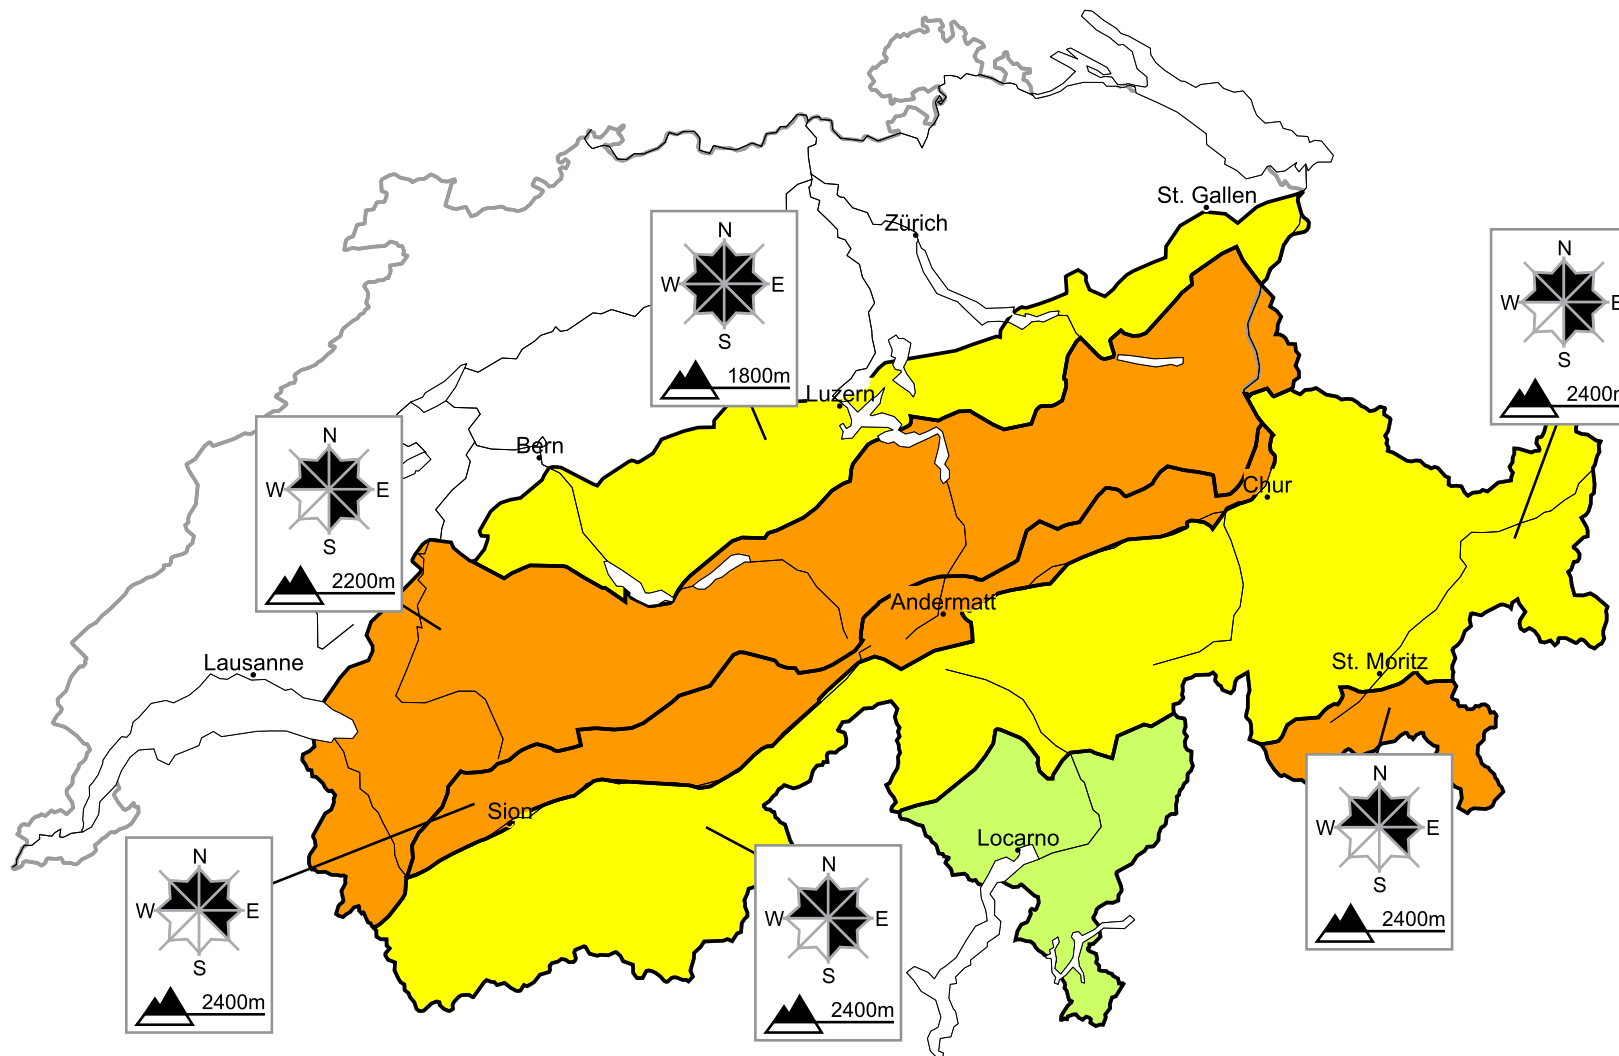 St. Gallen
Zürich
N
W E
S
1800m
N
W E
S
2400m
Luzern
Bern
N
W E
S
2200m
Chur
Andermatt
Lausanne
St. Moritz
Sion
Locarno
N
W E
S
2400m
N
W E
S
2400m
N
W E
S
2400m